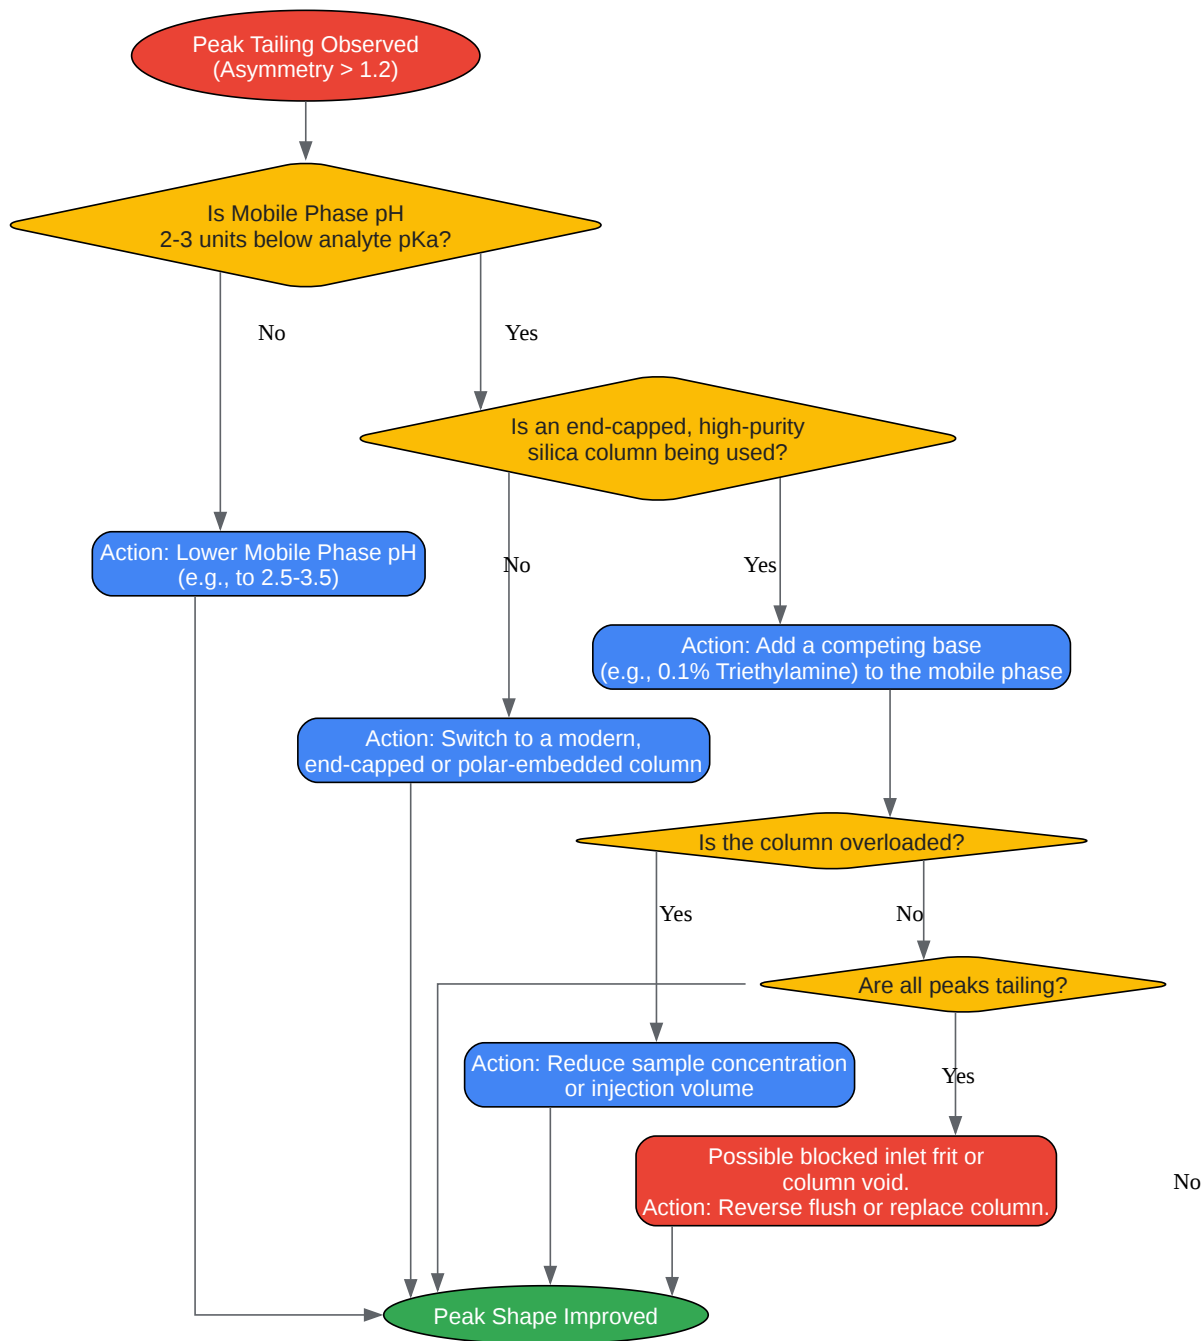 Peak Tailing Observed
(Asymmetry > 1.2)
Is Mobile Phase pH
2-3 units below analyte pKa?
No
Yes
Is an end-capped, high-purity
silica column being used?
Action: Lower Mobile Phase pH
(e.g., to 2.5-3.5)
No
Yes
Action: Add a competing base
(e.g., 0.1% Triethylamine) to the mobile phase
Action: Switch to a modern,
end-capped or polar-embedded column
Is the column overloaded?
Yes
No
Are all peaks tailing?
Action: Reduce sample concentration
or injection volume
Yes
Possible blocked inlet frit or
column void.
Action: Reverse flush or replace column.
No
Peak Shape Improved